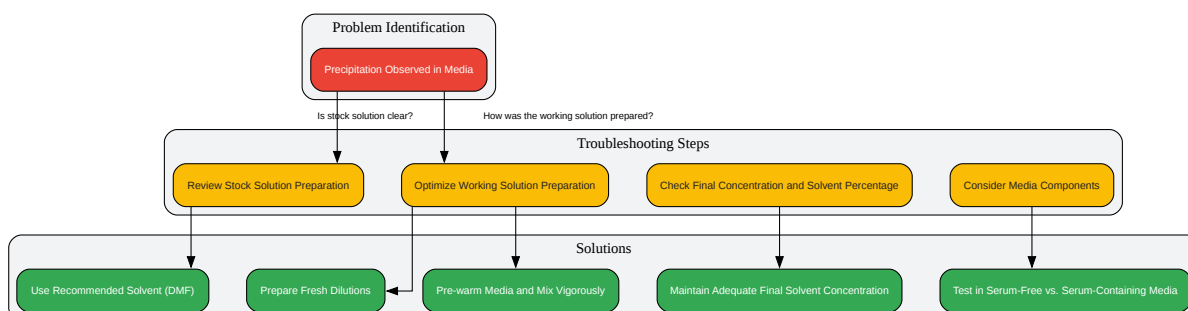 Problem Identification
Precipitation Observed in Media
Is stock solution clear?
How was the working solution prepared?
Troubleshooting Steps
Review Stock Solution Preparation
Optimize Working Solution Preparation
Check Final Concentration and Solvent Percentage
Consider Media Components
Solutions
Use Recommended Solvent (DMF)
Prepare Fresh Dilutions
Pre-warm Media and Mix Vigorously
Maintain Adequate Final Solvent Concentration
Test in Serum-Free vs. Serum-Containing Media